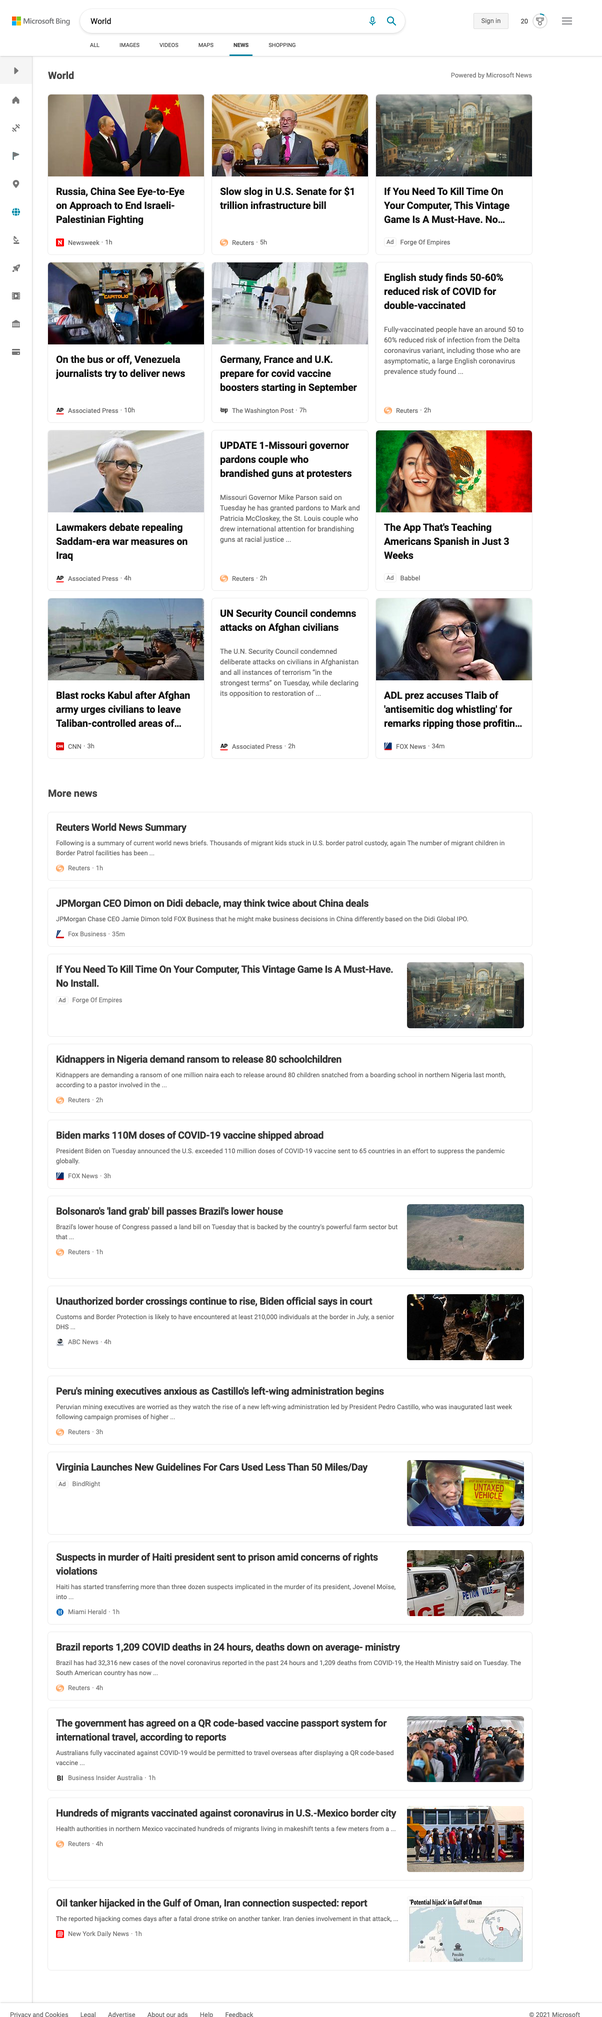 Microsoft Bing
World
Sign in
20
ALL
IMAGES
VIDEOS
MAPS
NEWS
SHOPPING
World
Powered by Microsoft News
Russia, China See Eye-to-Eye
on Approach to End Israeli-
Palestinian Fighting
N Newsweek · 1h
Slow slog in U.S. Senate for $1
trillion infrastructure bill
Reuters · 5h
If You Need To Kill Time On
Your Computer, This Vintage
Game Is A Must-Have. No...
Ad Forge Of Empires
CAPITOLIO
On the bus or off, Venezuela
journalists try to deliver news
AP Associated Press · 10h
Germany, France and U.K.
prepare for covid vaccine
boosters starting in September
wp The Washington Post · 7h
English study finds 50-60%
reduced risk of COVID for
double-vaccinated
Fully-vaccinated people have an around 50 to
60% reduced risk of infection from the Delta
coronavirus variant, including those who are
asymptomatic, a large English coronavirus
prevalence study found ...
Reuters · 2h
Lawmakers debate repealing
Saddam-era war measures on
Iraq
AP Associated Press · 4h
UPDATE 1-Missouri governor
pardons couple who
brandished guns at protesters
Missouri Governor Mike Parson said on
Tuesday he has granted pardons to Mark and
Patricia McCloskey, the St. Louis couple who
drew international attention for brandishing
guns at racial justice ...
Reuters · 2h
The App That's Teaching
Americans Spanish in Just 3
Weeks
Ad Babbel
Blast rocks Kabul after Afghan
army urges civilians to leave
Taliban-controlled areas of...
CNN CNN · 3h
UN Security Council condemns
attacks on Afghan civilians
The U.N. Security Council condemned
deliberate attacks on civilians in Afghanistan
and all instances of terrorism “in the
strongest terms” on Tuesday, while declaring
its opposition to restoration of ...
AP Associated Press · 2h
ADL prez accuses Tlaib of
'antisemitic dog whistling' for
remarks ripping those profitin...
FOX News · 34m
More news
Reuters World News Summary
Following is a summary of current world news briefs. Thousands of migrant kids stuck in U.S. border patrol custody, again The number of migrant children in
Border Patrol facilities has been ...
Reuters · 1h
JPMorgan CEO Dimon on Didi debacle, may think twice about China deals
JPMorgan Chase CEO Jamie Dimon told FOX Business that he might make business decisions in China differently based on the Didi Global IPO.
Fox Business · 35m
If You Need To Kill Time On Your Computer, This Vintage Game Is A Must-Have.
No Install.
Ad Forge Of Empires
Kidnappers in Nigeria demand ransom to release 80 schoolchildren
Kidnappers are demanding a ransom of one million naira each to release around 80 children snatched from a boarding school in northern Nigeria last month,
according to a pastor involved in the ...
Reuters · 2h
Biden marks 110M doses of COVID-19 vaccine shipped abroad
President Biden on Tuesday announced the U.S. exceeded 110 million doses of COVID-19 vaccine sent to 65 countries in an effort to suppress the pandemic
globally.
FOX News · 3h
Bolsonaro's 'land grab' bill passes Brazil's lower house
Brazil's lower house of Congress passed a land bill on Tuesday that is backed by the country's powerful farm sector but
that ...
Reuters · 1h
Unauthorized border crossings continue to rise, Biden official says in court
Customs and Border Protection is likely to have encountered at least 210,000 individuals at the border in July, a senior
DHS ...
ABC News · 4h
Peru's mining executives anxious as Castillo's left-wing administration begins
Peruvian mining executives are worried as they watch the rise of a new left-wing administration led by President Pedro Castillo, who was inaugurated last week
following campaign promises of higher ...
Reuters · 3h
Virginia Launches New Guidelines For Cars Used Less Than 50 Miles/Day
Ad BindRight
UNTAXED
VEHICLE
Suspects in murder of Haiti president sent to prison amid concerns of rights
violations
Haiti has started transferring more than three dozen suspects implicated in the murder of its president, Jovenel Moïse,
into ...
Miami Herald · 1h
PETION VILLE
ICE
Brazil reports 1,209 COVID deaths in 24 hours, deaths down on average- ministry
Brazil has had 32,316 new cases of the novel coronavirus reported in the past 24 hours and 1,209 deaths from COVID-19, the Health Ministry said on Tuesday. The
South American country has now ...
Reuters · 4h
The government has agreed on a QR code-based vaccine passport system for
international travel, according to reports
Australians fully vaccinated against COVID-19 would be permitted to travel overseas after displaying a QR code-based
vaccine ...
BI Business Insider Australia · 1h
Hundreds of migrants vaccinated against coronavirus in U.S.-Mexico border city
Health authorities in northern Mexico vaccinated hundreds of migrants living in makeshift tents a few meters from a ...
Reuters · 4h
Oil tanker hijacked in the Gulf of Oman, Iran connection suspected: report
The reported hijacking comes days after a fatal drone strike on another tanker. Iran denies involvement in that attack, ...
New York Daily News · 1h
'Potential hijack' in Gulf of Oman
Possible
hijack
Privacy and Cookies
Legal
Advertise
About our ads
Help
Feedback
© 2021 Microsoft